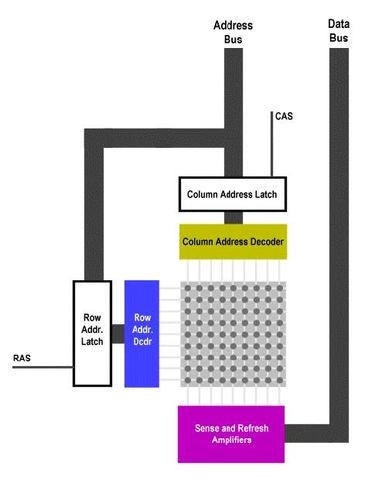 Address
Bus
Data
Bus
CAS
Column Address Latch
Column Address Decoder
Row
Addr.
Latch
Row
Addr.
Dcdr
RAS
Sense and Refresh
Amplifiers